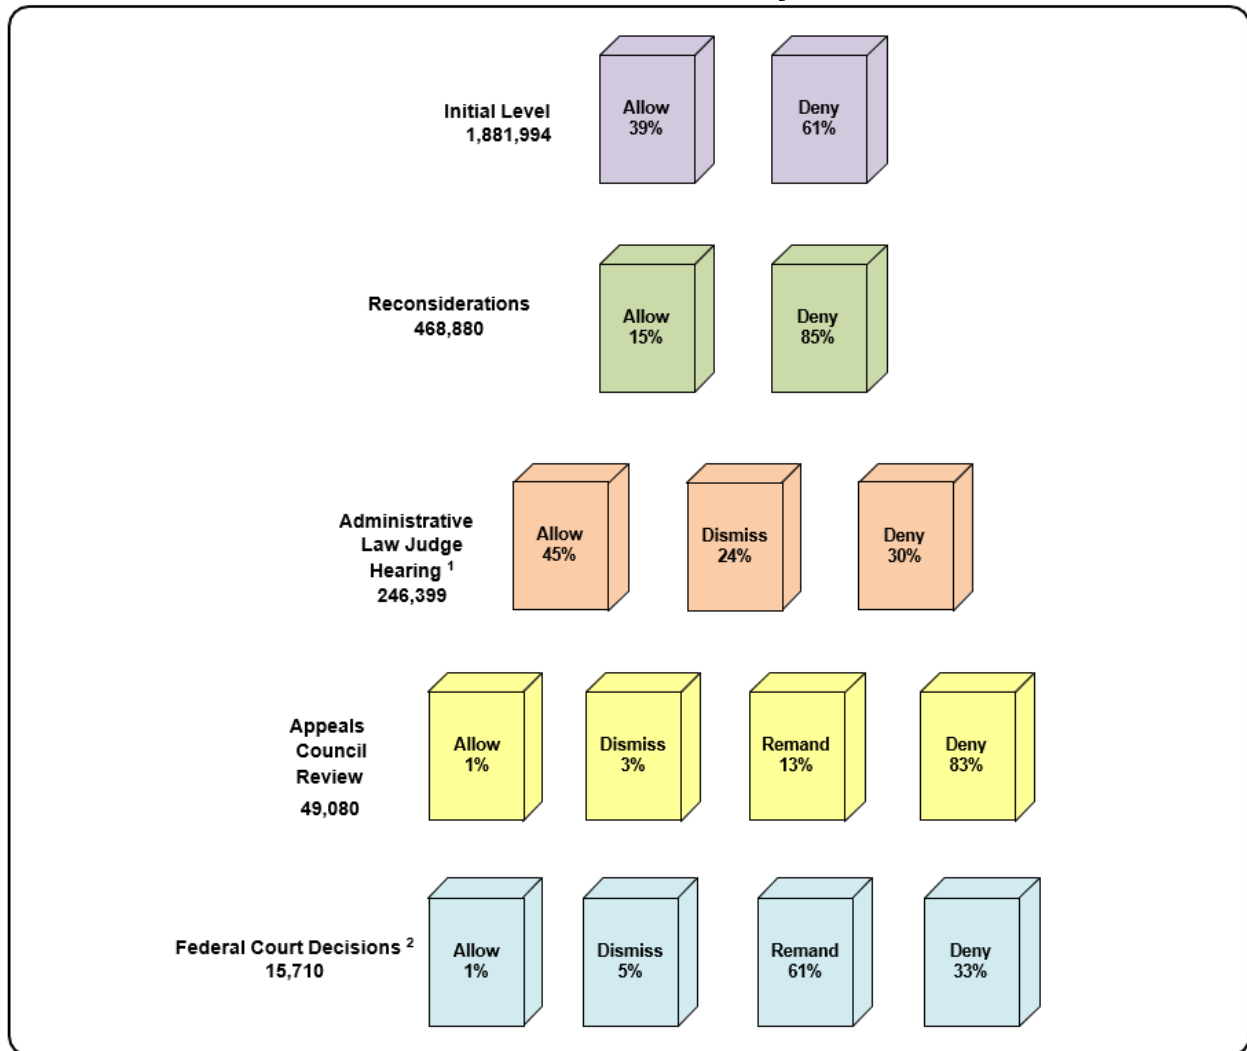 Initial Level
1,881,994
Allow
39%
Deny
61%
Reconsiderations
468,880
Allow
15%
Deny
85%
Administrative
Law Judge
Hearing 1
246,399
Allow
45%
Dismiss
24%
Deny
30%
Appeals
Council
Review
49,080
Allow
1%
Dismiss
3%
Remand
13%
Deny
83%
Federal Court Decisions 2
15,710
Allow
1%
Dismiss
5%
Remand
61%
Deny
33%